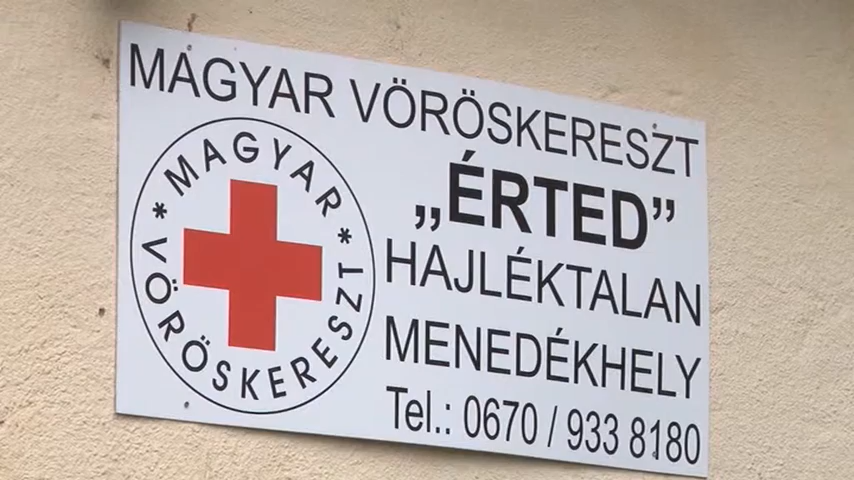 MAGYAR VÖRÖSKERESZT
MAGYAR
* VÖRÖSKERESZT *
„ÉRTED”
HAJLÉKTALAN
MENEDÉKHELY
Tel.: 0670 / 933 8180